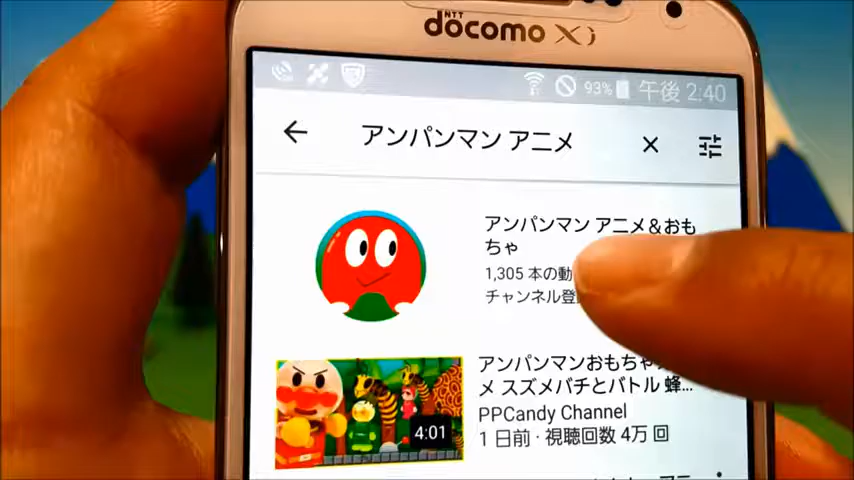 NTT
docomo Xi
93% 午後 2:40
アンパンマン アニメ
アンパンマン アニメ&おも
ちゃ
1,305 本の動
チャンネル登
アンパンマンおもちゃ
メ スズメバチとバトル 蜂...
PPCandy Channel
4:01
1 日前 · 視聴回数 4万 回